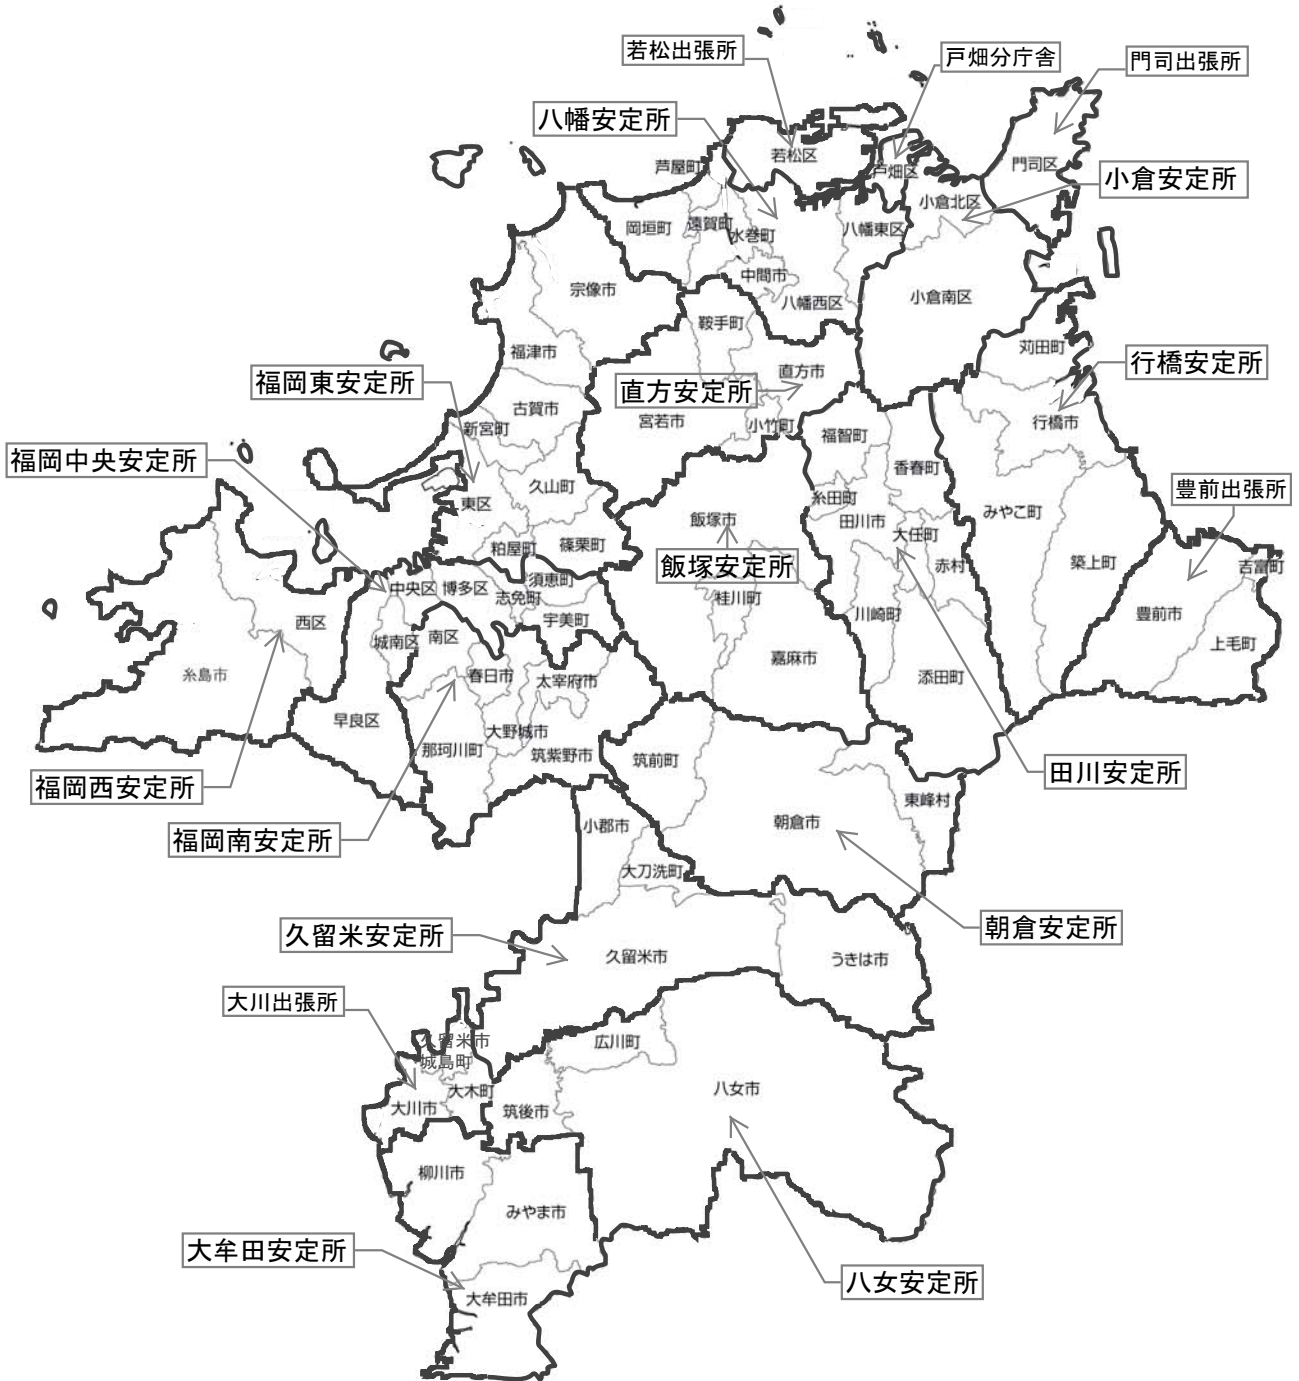 若松出張所
戸畑分庁舎
門司出張所
八幡安定所
若松区
芦屋町
戸畑区
門司区
小倉安定所
小倉北区
岡垣町
遠賀町
水巻町
八幡東区
中間市
宗像市
八幡西区
小倉南区
鞍手町
福津市
苅田町
行橋安定所
福岡東安定所
直方市
直方安定所
古賀市
宮若市
小竹町
行橋市
新宮町
福智町
福岡中央安定所
香春町
久山町
豊前出張所
東区
糸田町
みやこ町
飯塚市
田川市
大任町
粕屋町
篠栗町
飯塚安定所
赤村
築上町
吉富町
中央区
博多区
須恵町
志免町
桂川町
西区
宇美町
川崎町
豊前市
城南区
南区
上毛町
嘉麻市
糸島市
春日市
太宰府市
添田町
早良区
大野城市
那珂川町
筑紫野市
筑前町
田川安定所
福岡西安定所
東峰村
福岡南安定所
小郡市
朝倉市
大刀洗町
久留米安定所
朝倉安定所
久留米市
うきは市
大川出張所
久留米市
城島町
広川町
大木町
八女市
大川市
筑後市
柳川市
みやま市
大牟田安定所
八女安定所
大牟田市